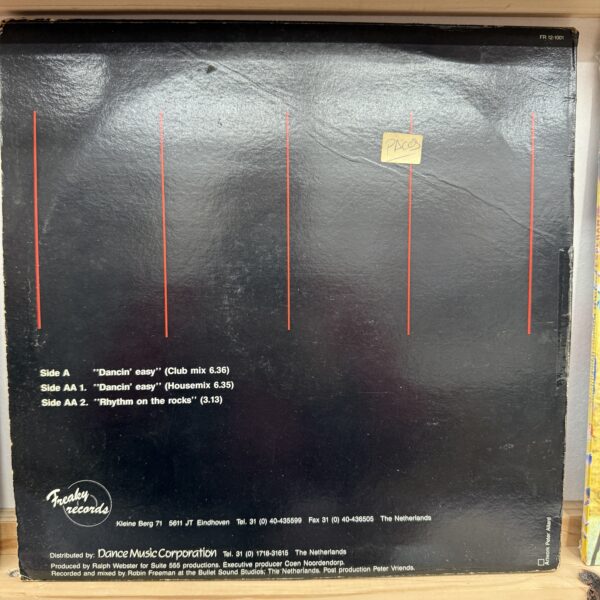 FR 12-1001
PACOS
Side A "Dancin' easy" (Club mix 6.36)
Side AA 1. "Dancin' easy" (Housemix 6.35)
Side AA 2. "Rhythm on the rocks" (3.13)
Freaky
records
Kleine Berg 71 5611 JT Eindhoven Tel. 31 (0) 40-435599 Fax 31 (0) 40-436505 The Netherlands
Distributed by: Dance Music Corporation Tel. 31 (0) 1718-31615 The Netherlands
Produced by Ralph Webster for Suite 555 productions. Executive producer Coen Noordendorp.
Recorded and mixed by Robin Freeman at the Bullet Sound Studios, The Netherlands. Post production Peter Vriends.
Artwork Peter Allard